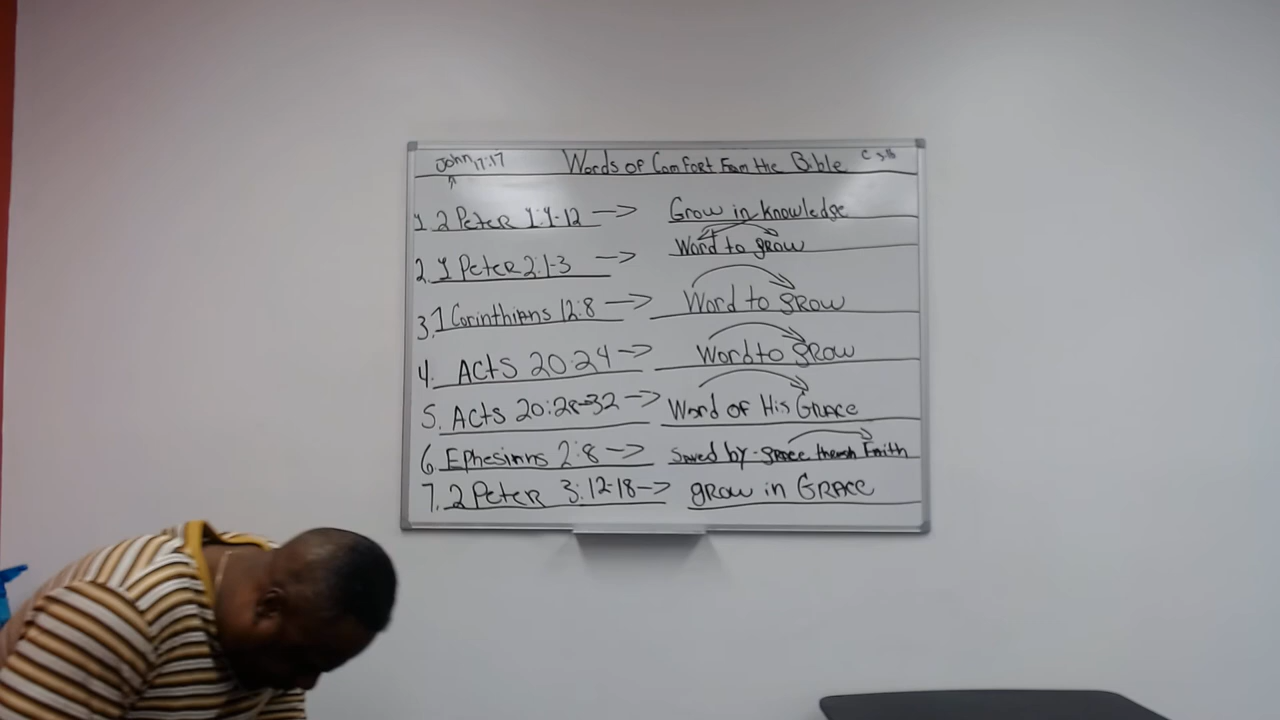 John 17:17 Words of Comfort From the Bible
1. 2 Peter 1:1-12 -> Grow in knowledge
2. 1 Peter 2:1-3 -> Word to grow
3. 1 Corinthians 12:8 -> Word to grow
4. Acts 20:24 -> Word to grow
5. Acts 20:28-32 -> Word of His Grace
6. Ephesians 2:8 -> Saved by - grace through Faith
7. 2 Peter 3:12-18 -> grow in Grace